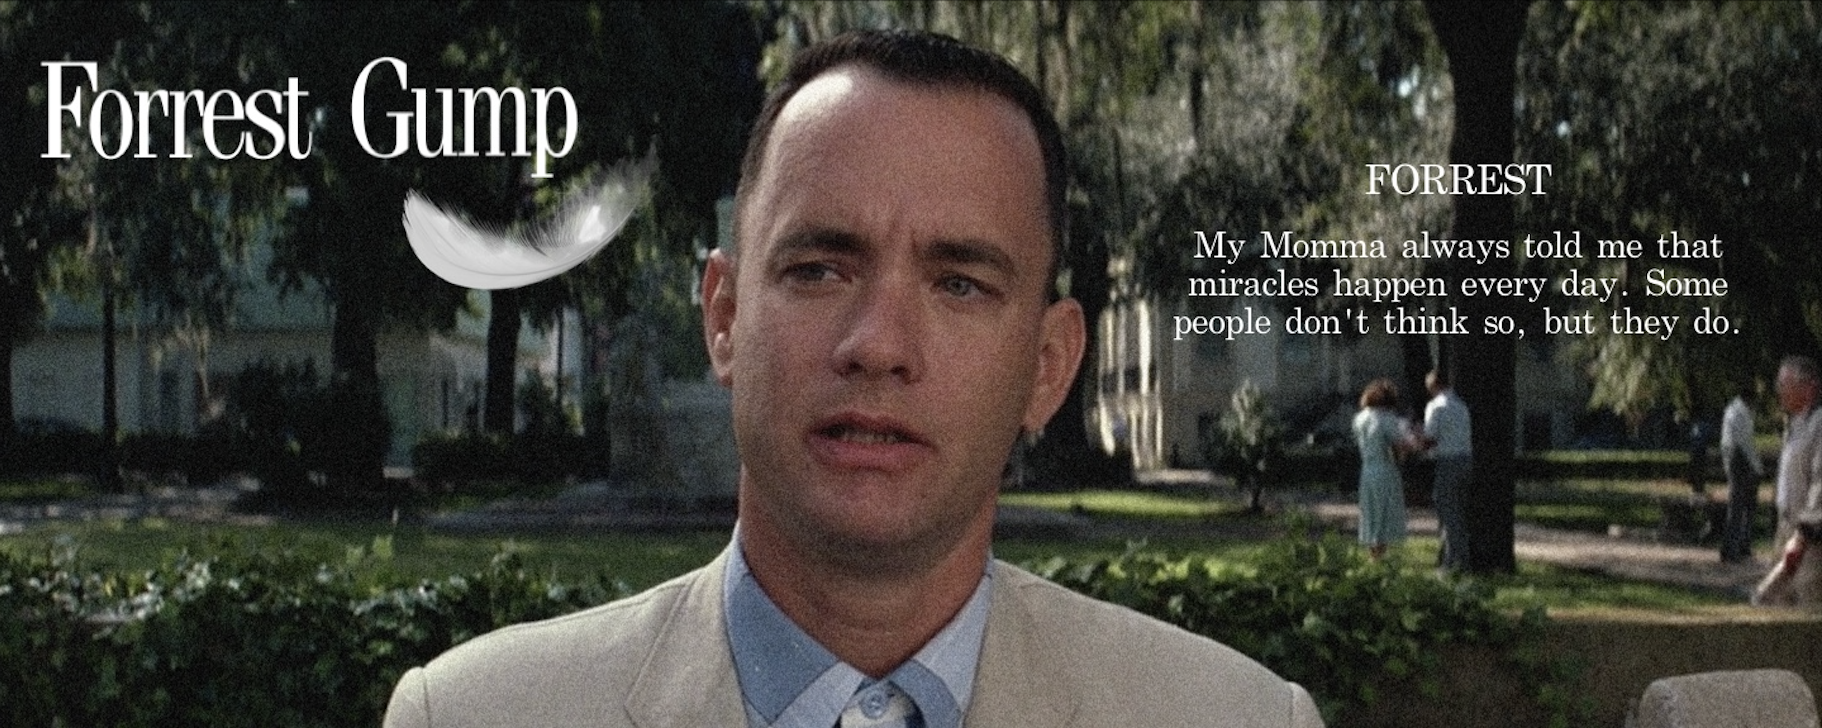 Forrest Gump
FORREST
My Momma always told me that
miracles happen every day. Some
people don't think so, but they do.